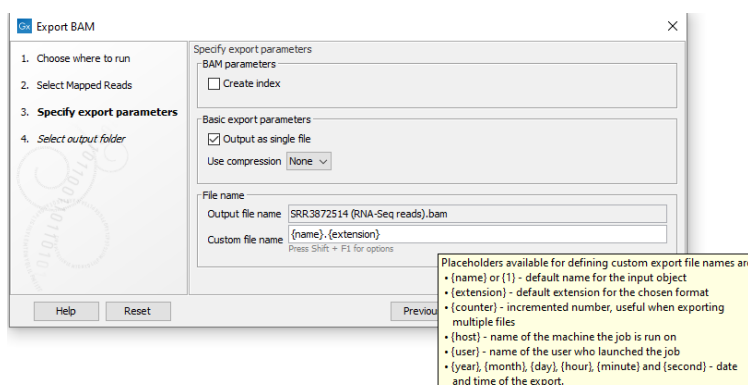 Gx Export BAM
1. Choose where to run
2. Select Mapped Reads
3. Specify export parameters
4. Select output folder
Specify export parameters
BAM parameters
Create index
Basic export parameters
Output as single file
Use compression None
File name
Output file name SRR3872514 (RNA-Seq reads).bam
Custom file name {name}.{extension}
Press Shift + F1 for options
Help Reset Previou
Placeholders available for defining custom export file names are
• {name} or {1} - default name for the input object
• {extension} - default extension for the chosen format
• {counter} - incremented number, useful when exporting
multiple files
• {host} - name of the machine the job is run on
• {user} - name of the user who launched the job
• {year}, {month}, {day}, {hour}, {minute} and {second} - date
and time of the export.